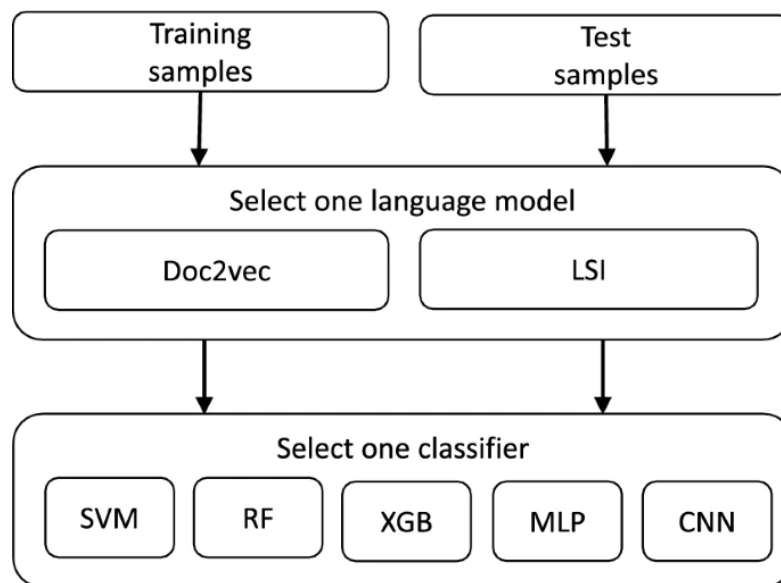 Training
samples
Test
samples
Select one language model
Doc2vec
LSI
Select one classifier
SVM
RF
XGB
MLP
CNN